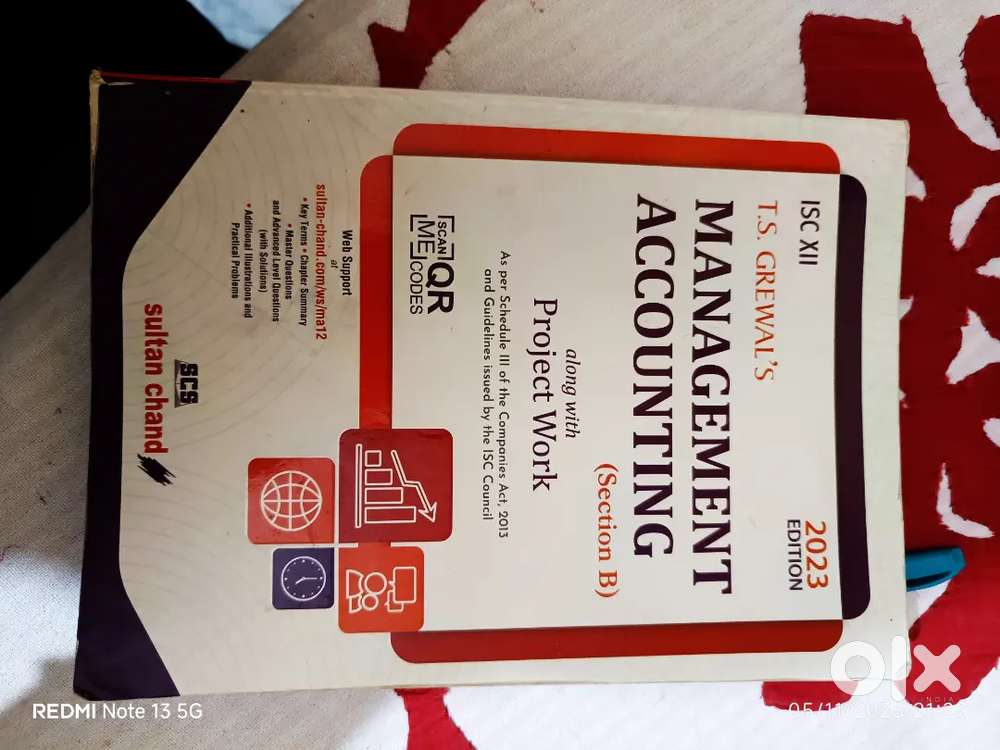 ISC XII
2023
EDITION
T.S. GREWAL'S
MANAGEMENT
ACCOUNTING
(Section B)
along with
Project Work
As per Schedule III of the Companies Act, 2013
and Guidelines issued by the ISC Council
SCAN QR
ME CODES
Web Support
at
sultan-chand.com/ws/ma12
• Key Terms • Chapter Summary
• Master Questions
and Advanced Level Questions
(with Solutions)
• Additional Illustrations and
Practical Problems
SCS
sultan chand
olx
INDIA
REDMI Note 13 5G